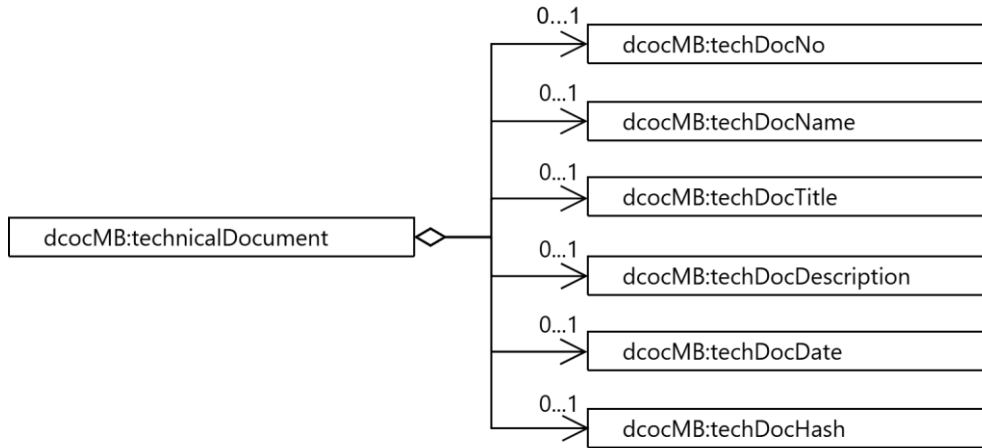 0...1
dcocMB:techDocNo
0...1
dcocMB:techDocName
0...1
dcocMB:techDocTitle
dcocMB:technicalDocument
0...1
dcocMB:techDocDescription
0...1
dcocMB:techDocDate
0...1
dcocMB:techDocHash